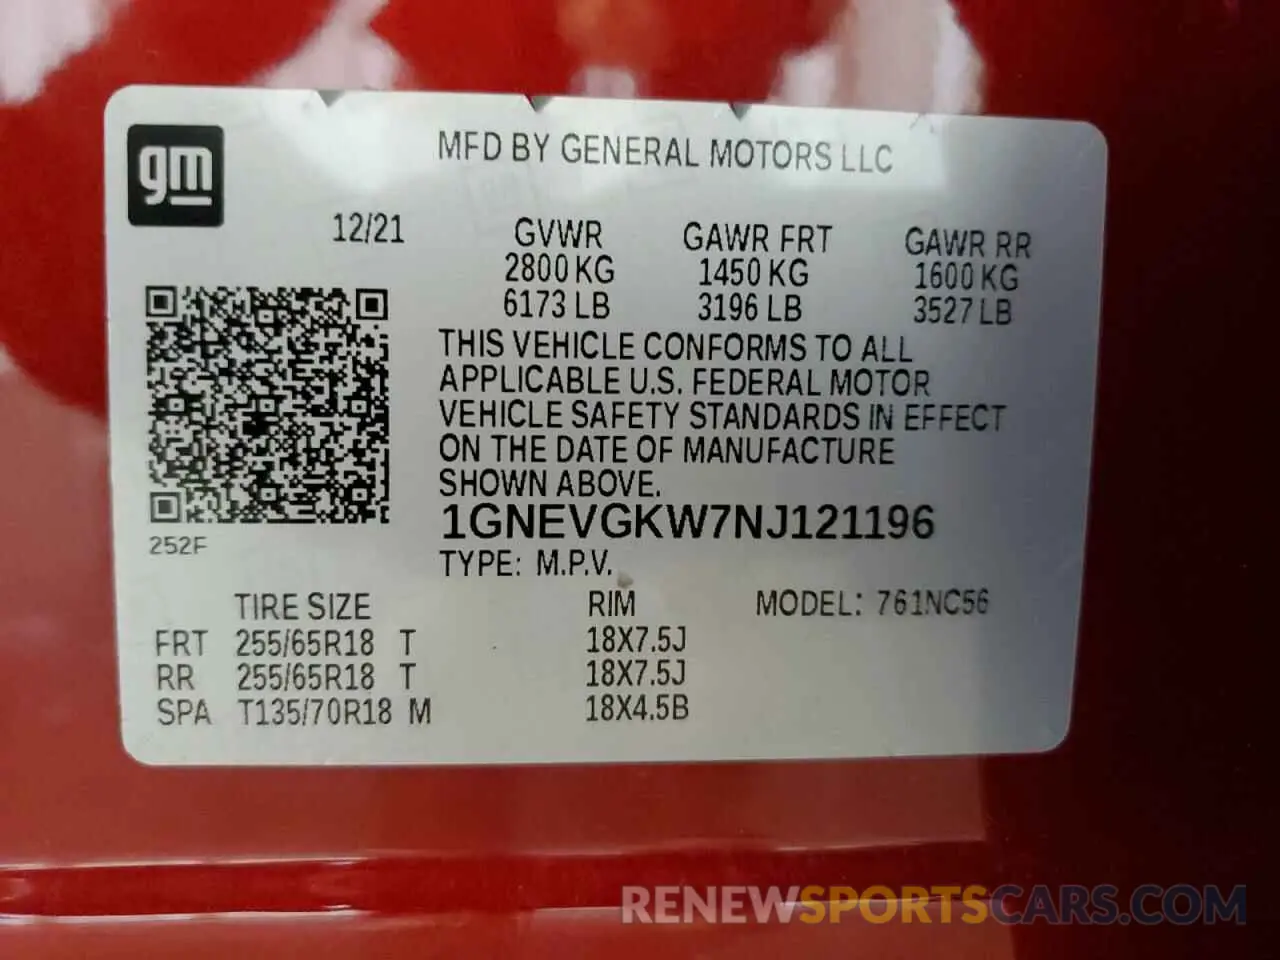 gm
MFD BY GENERAL MOTORS LLC
12/21 GVWR GAWR FRT GAWR RR
2800 KG 1450 KG 1600 KG
6173 LB 3196 LB 3527 LB
THIS VEHICLE CONFORMS TO ALL
APPLICABLE U.S. FEDERAL MOTOR
VEHICLE SAFETY STANDARDS IN EFFECT
ON THE DATE OF MANUFACTURE
SHOWN ABOVE.
1GNEVGKW7NJ121196
252F
TYPE: M.P.V.
TIRE SIZE RIM MODEL: 761NC56
FRT 255/65R18 T 18X7.5J
RR 255/65R18 T 18X7.5J
SPA T135/70R18 M 18X4.5B
RENEWSPORTSCARS.COM